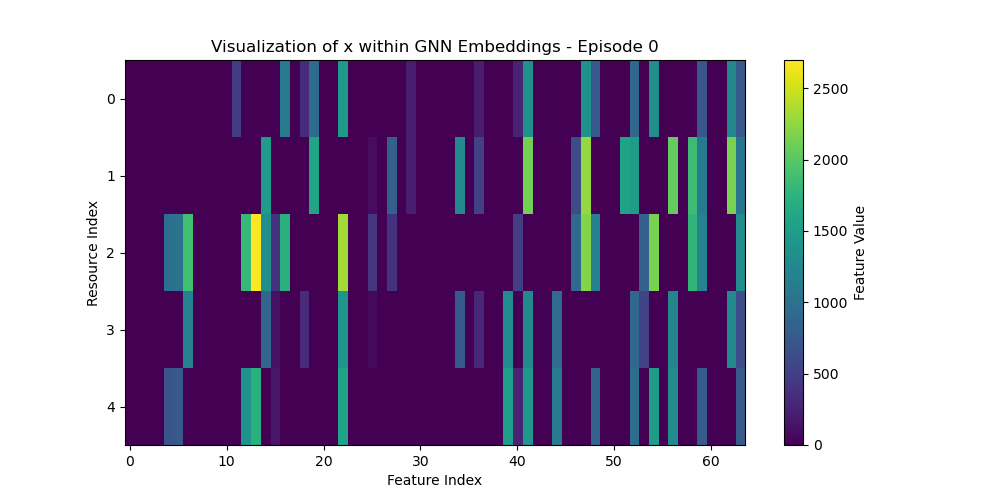 Visualization of x within GNN Embeddings - Episode 0
Resource Index
0
1
2
3
4
0 10 20 30 40 50 60
Feature Index
2500
2000
1500
1000
500
0
Feature Value